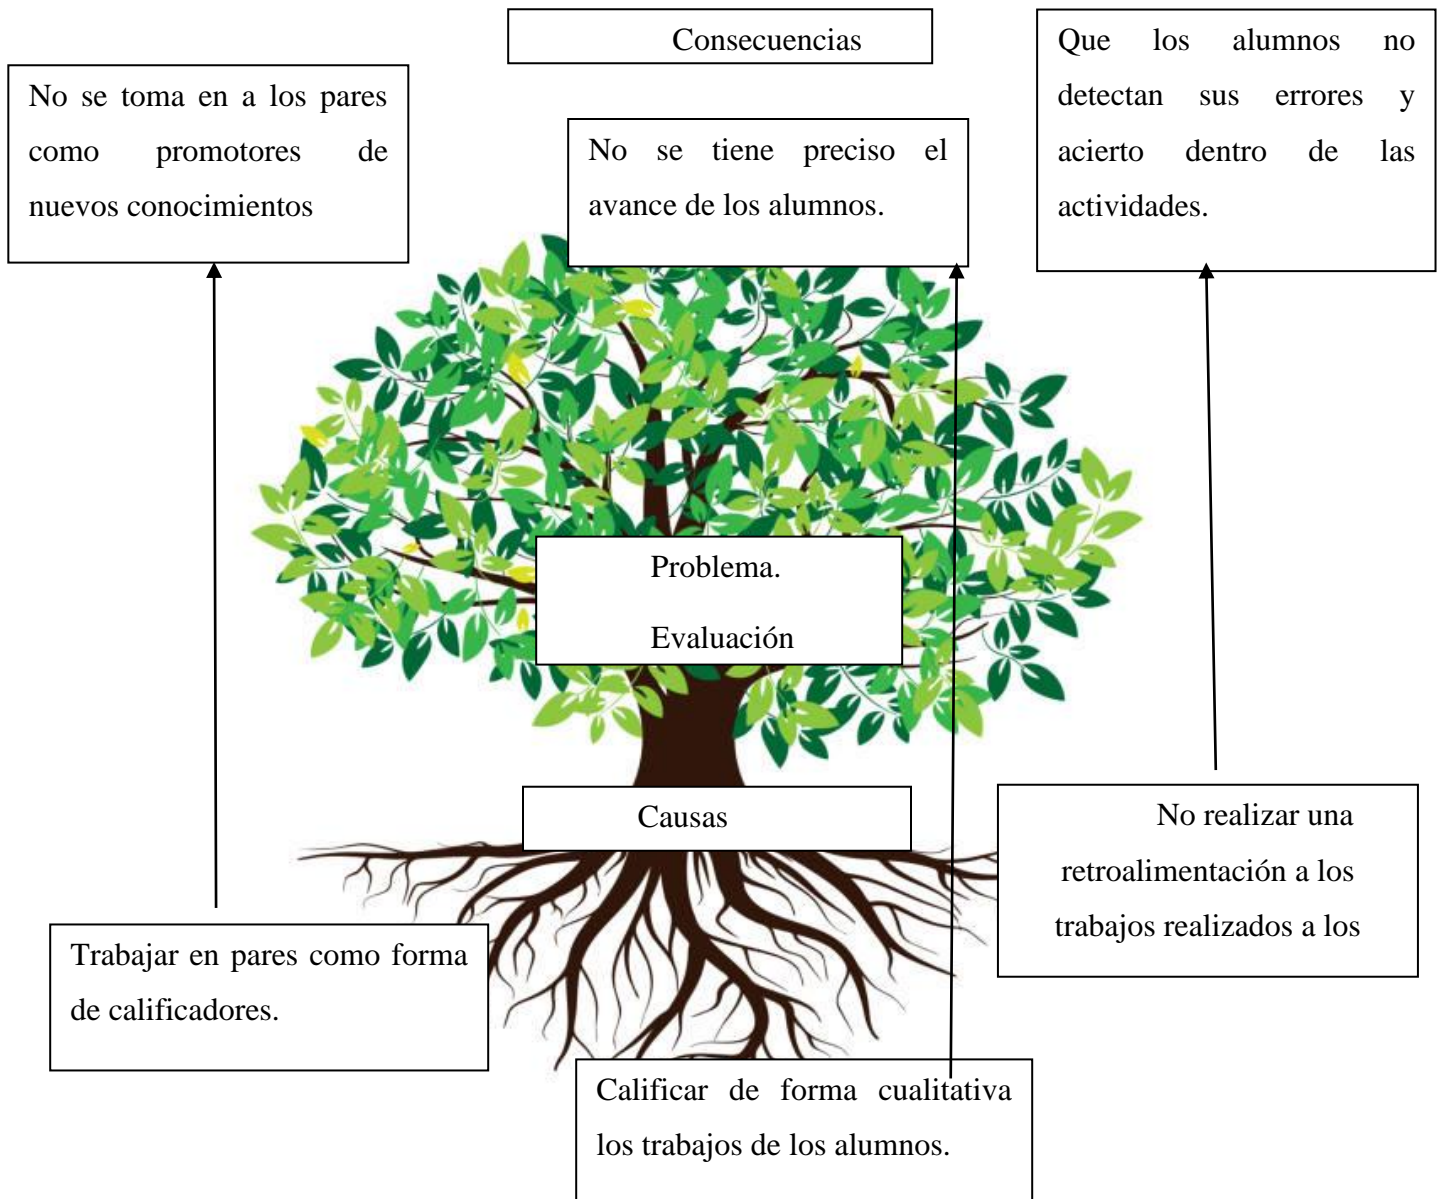 Consecuencias
No se toma en a los pares
como promotores de
nuevos conocimientos
No se tiene preciso el
avance de los alumnos.
Que los alumnos no
detectan sus errores y
acierto dentro de las
actividades.
Problema.
Evaluación
Causas
Trabajar en pares como forma
de calificadores.
Calificar de forma cualitativa
los trabajos de los alumnos.
No realizar una
retroalimentación a los
trabajos realizados a los